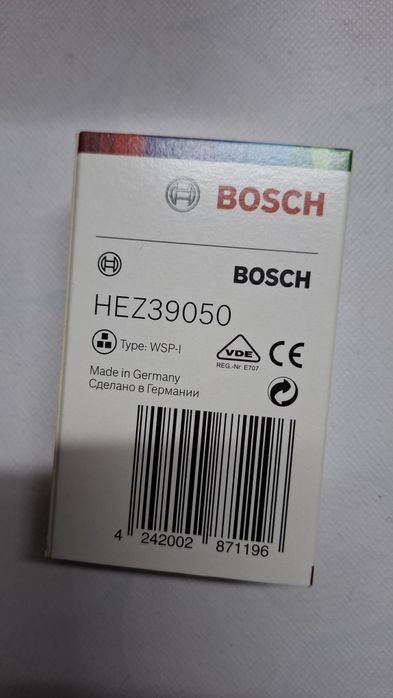 BOSCH
BOSCH
HEZ39050
Type: WSP-I
VDE
CE
REG.-Nr E707
Made in Germany
Сделано в Германии
4 242002 871196